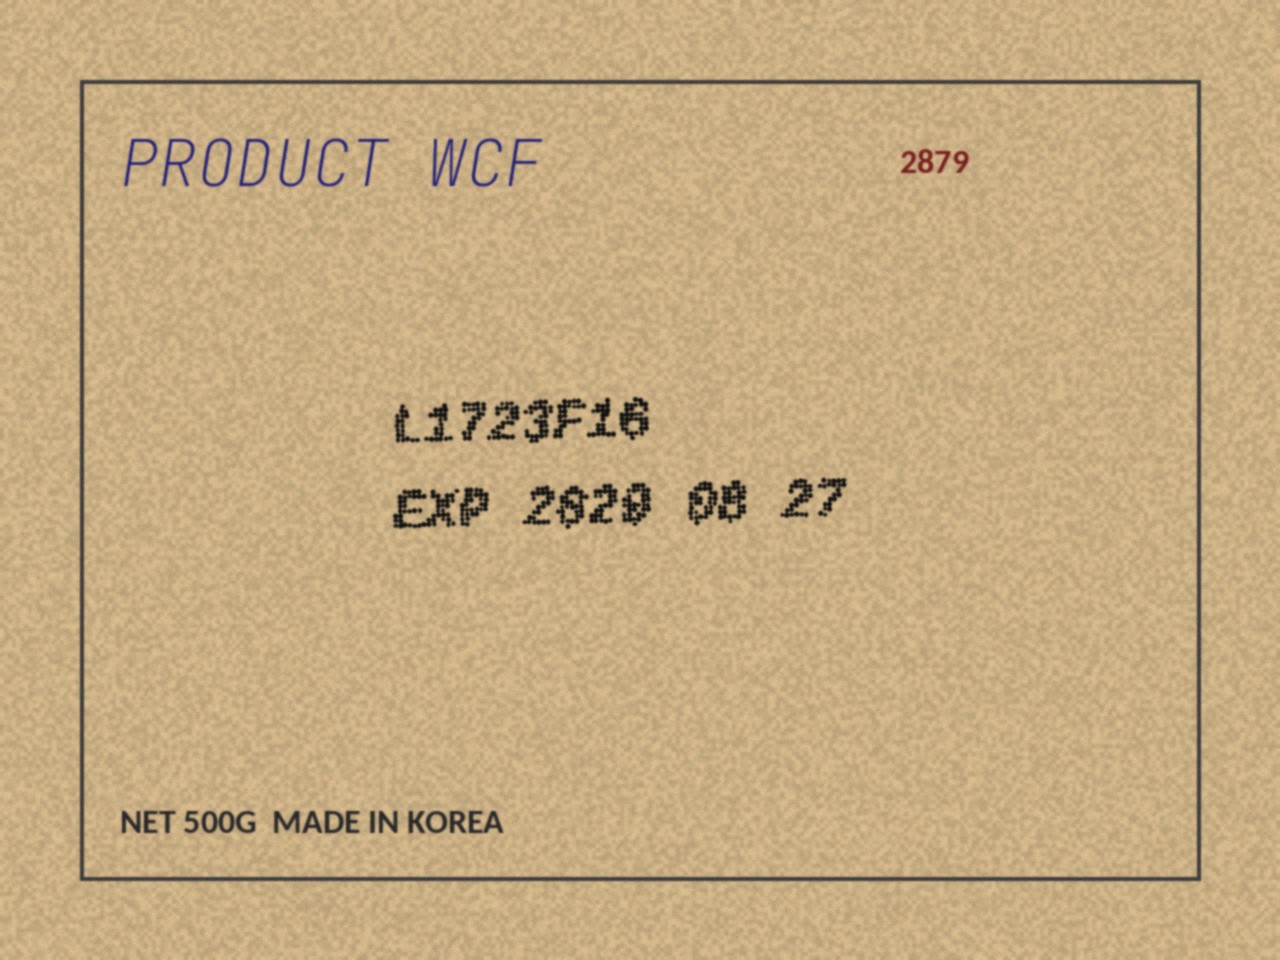 PRODUCT WCF
2879
L1723F16
EXP 2020 08 27
NET 500G MADE IN KOREA